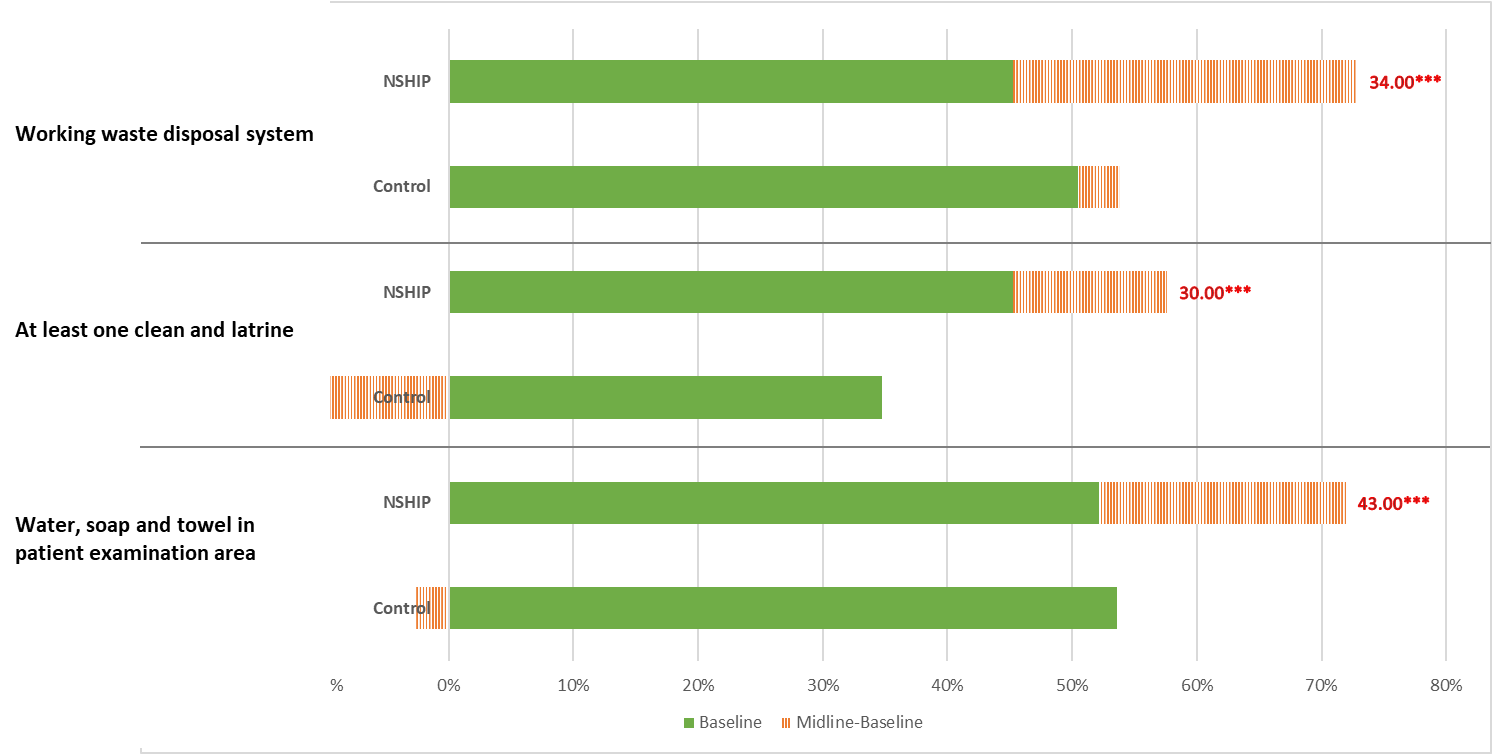 NSHIP
34.00***
Working waste disposal system
Control
NSHIP
30.00***
At least one clean and latrine
Control
NSHIP
43.00***
Water, soap and towel in
patient examination area
Control
% 0% 10% 20% 30% 40% 50% 60% 70% 80%
Baseline Midline-Baseline